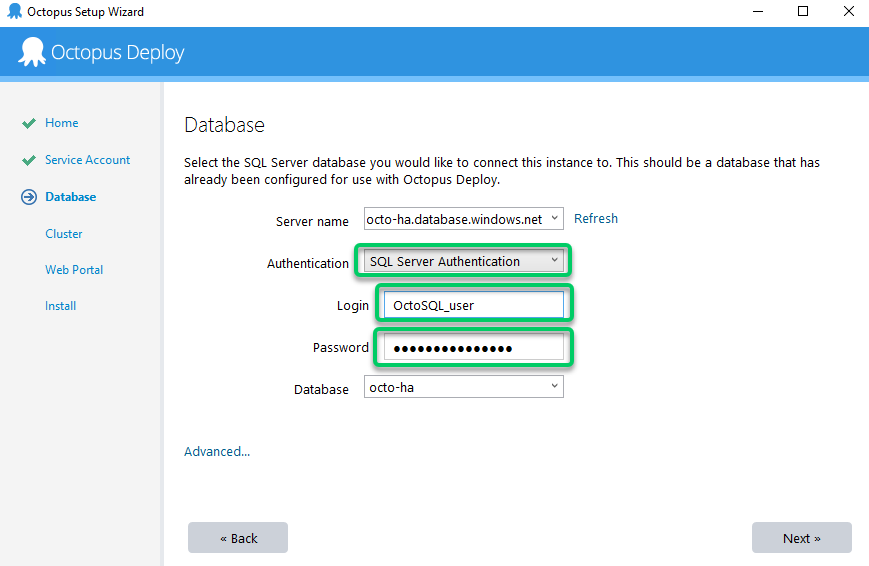 Octopus Setup Wizard
Octopus Deploy
Home
Service Account
Database
Cluster
Web Portal
Install
Database
Select the SQL Server database you would like to connect this instance to. This should be a database that has
already been configured for use with Octopus Deploy.
Server name octo-ha.database.windows.net Refresh
Authentication SQL Server Authentication
Login OctoSQL_user
Password ●●●●●●●●●●●●●●●
Database octo-ha
Advanced...
« Back Next »